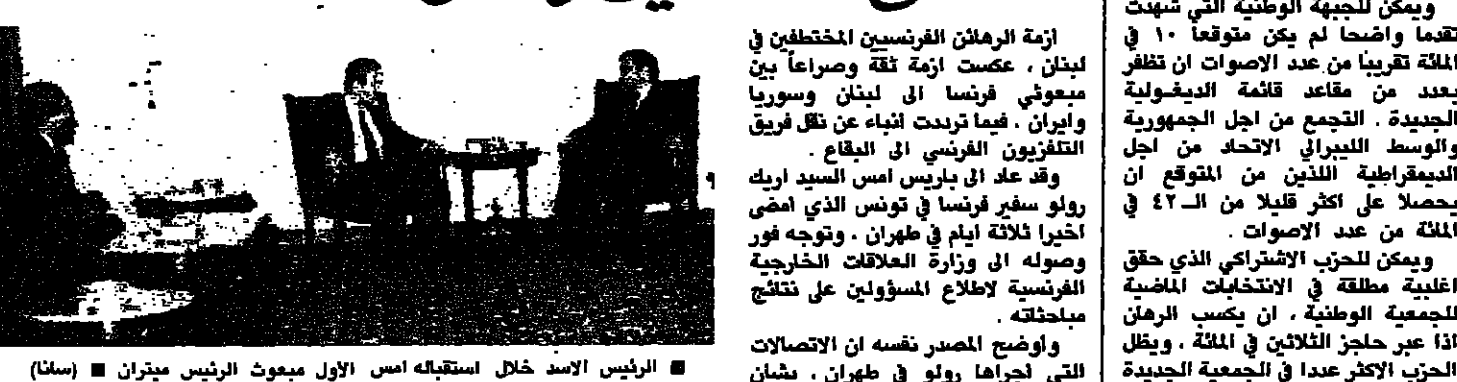 ويمكن للجبهة الوطنية التي شهدت
تقدما واضحا لم يكن متوقعا ١٠ في
المائة تقريبا من عدد الاصوات ان تظفر
بعدد من مقاعد قائمة الديغولية
الجديدة . التجمع من اجل الجمهورية
والوسط الليبرالي الاتحاد من اجل
الديمقراطية اللذين من المتوقع ان
يحصلا على اكثر قليلا من الــ ٤٢ في
المائة من عدد الاصوات .
ويمكن للحزب الاشتراكي الذي حقق
اغلبية مطلقة في الانتخابات الماضية
للجمعية الوطنية ، ان يكسب الرهان
اذا عبر حاجز الثلاثين في المائة . ويظل
الحزب الاكثر عددا في الجمعية الجديدة
ازمة الرهائن الفرنسيين المختطفين في
لبنان ، عكست ازمة ثقة وصراعاً بين
مبعوثي فرنسا الى لبنان وسوريا
وايران . فيما ترددت انباء عن نقل فريق
التلفزيون الفرنسي الى البقاع .
وقد عاد الى باريس امس السيد اريك
رولو سفير فرنسا في تونس الذي امضى
اخيرا ثلاثة ايام في طهران . وتوجه فور
وصوله الى وزارة العلاقات الخارجية
الفرنسية لاطلاع المسؤولين على نتائج
مباحثاته .
واوضح المصدر نفسه ان الاتصالات
التي اجراها رولو في طهران . بشان
■ الرئيس الاسد خلال استقباله امس الاول مبعوث الرئيس ميتران ■ (سانا)